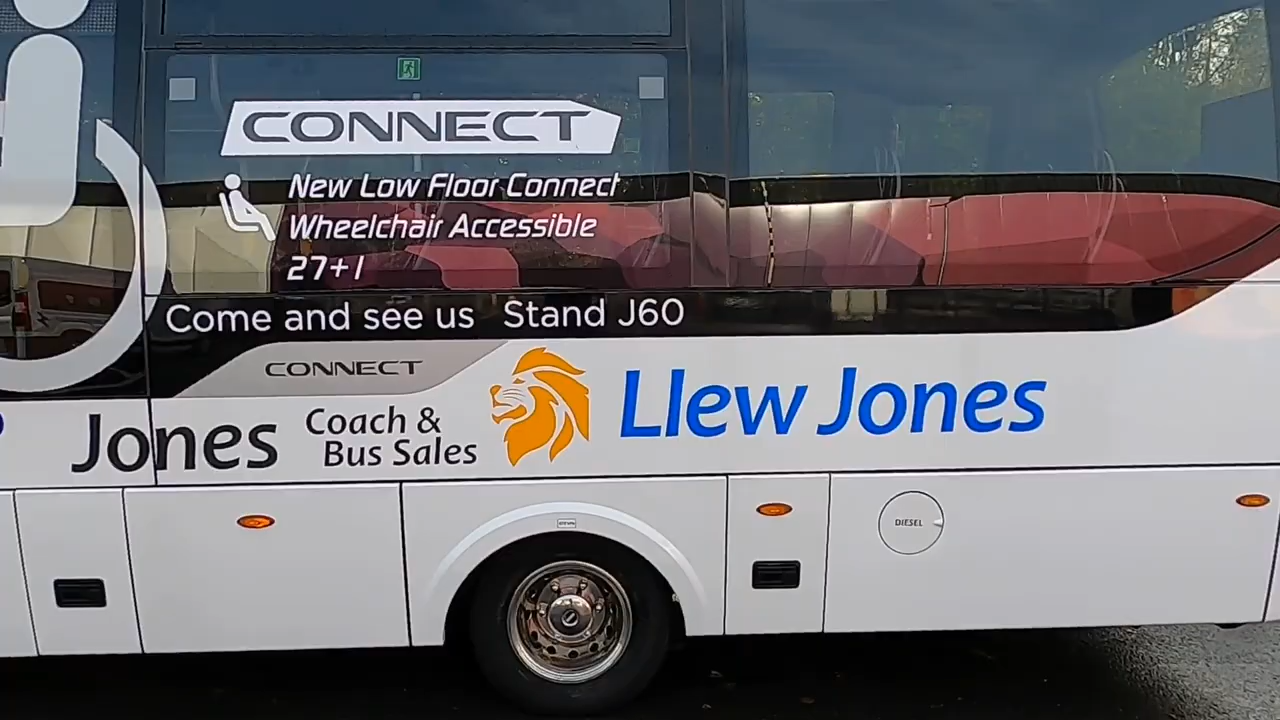 CONNECT
New Low Floor Connect
Wheelchair Accessible
27+1
Come and see us Stand J60
CONNECT
Jones
Coach &
Bus Sales
Llew Jones
DIESEL